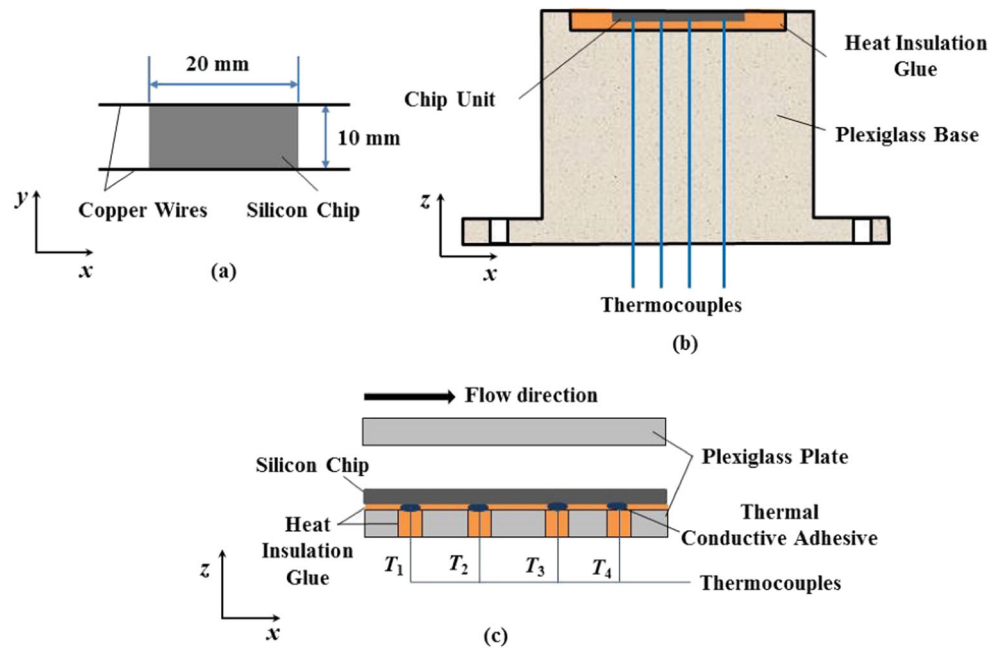 20 mm
10 mm
y
Copper Wires
Silicon Chip
x
(a)
Heat Insulation
Glue
Chip Unit
Plexiglass Base
z
x
Thermocouples
(b)
Flow direction
Silicon Chip
Plexiglass Plate
Heat
Insulation
Glue
Thermal
Conductive Adhesive
T1
T2
T3
T4
Thermocouples
z
x
(c)